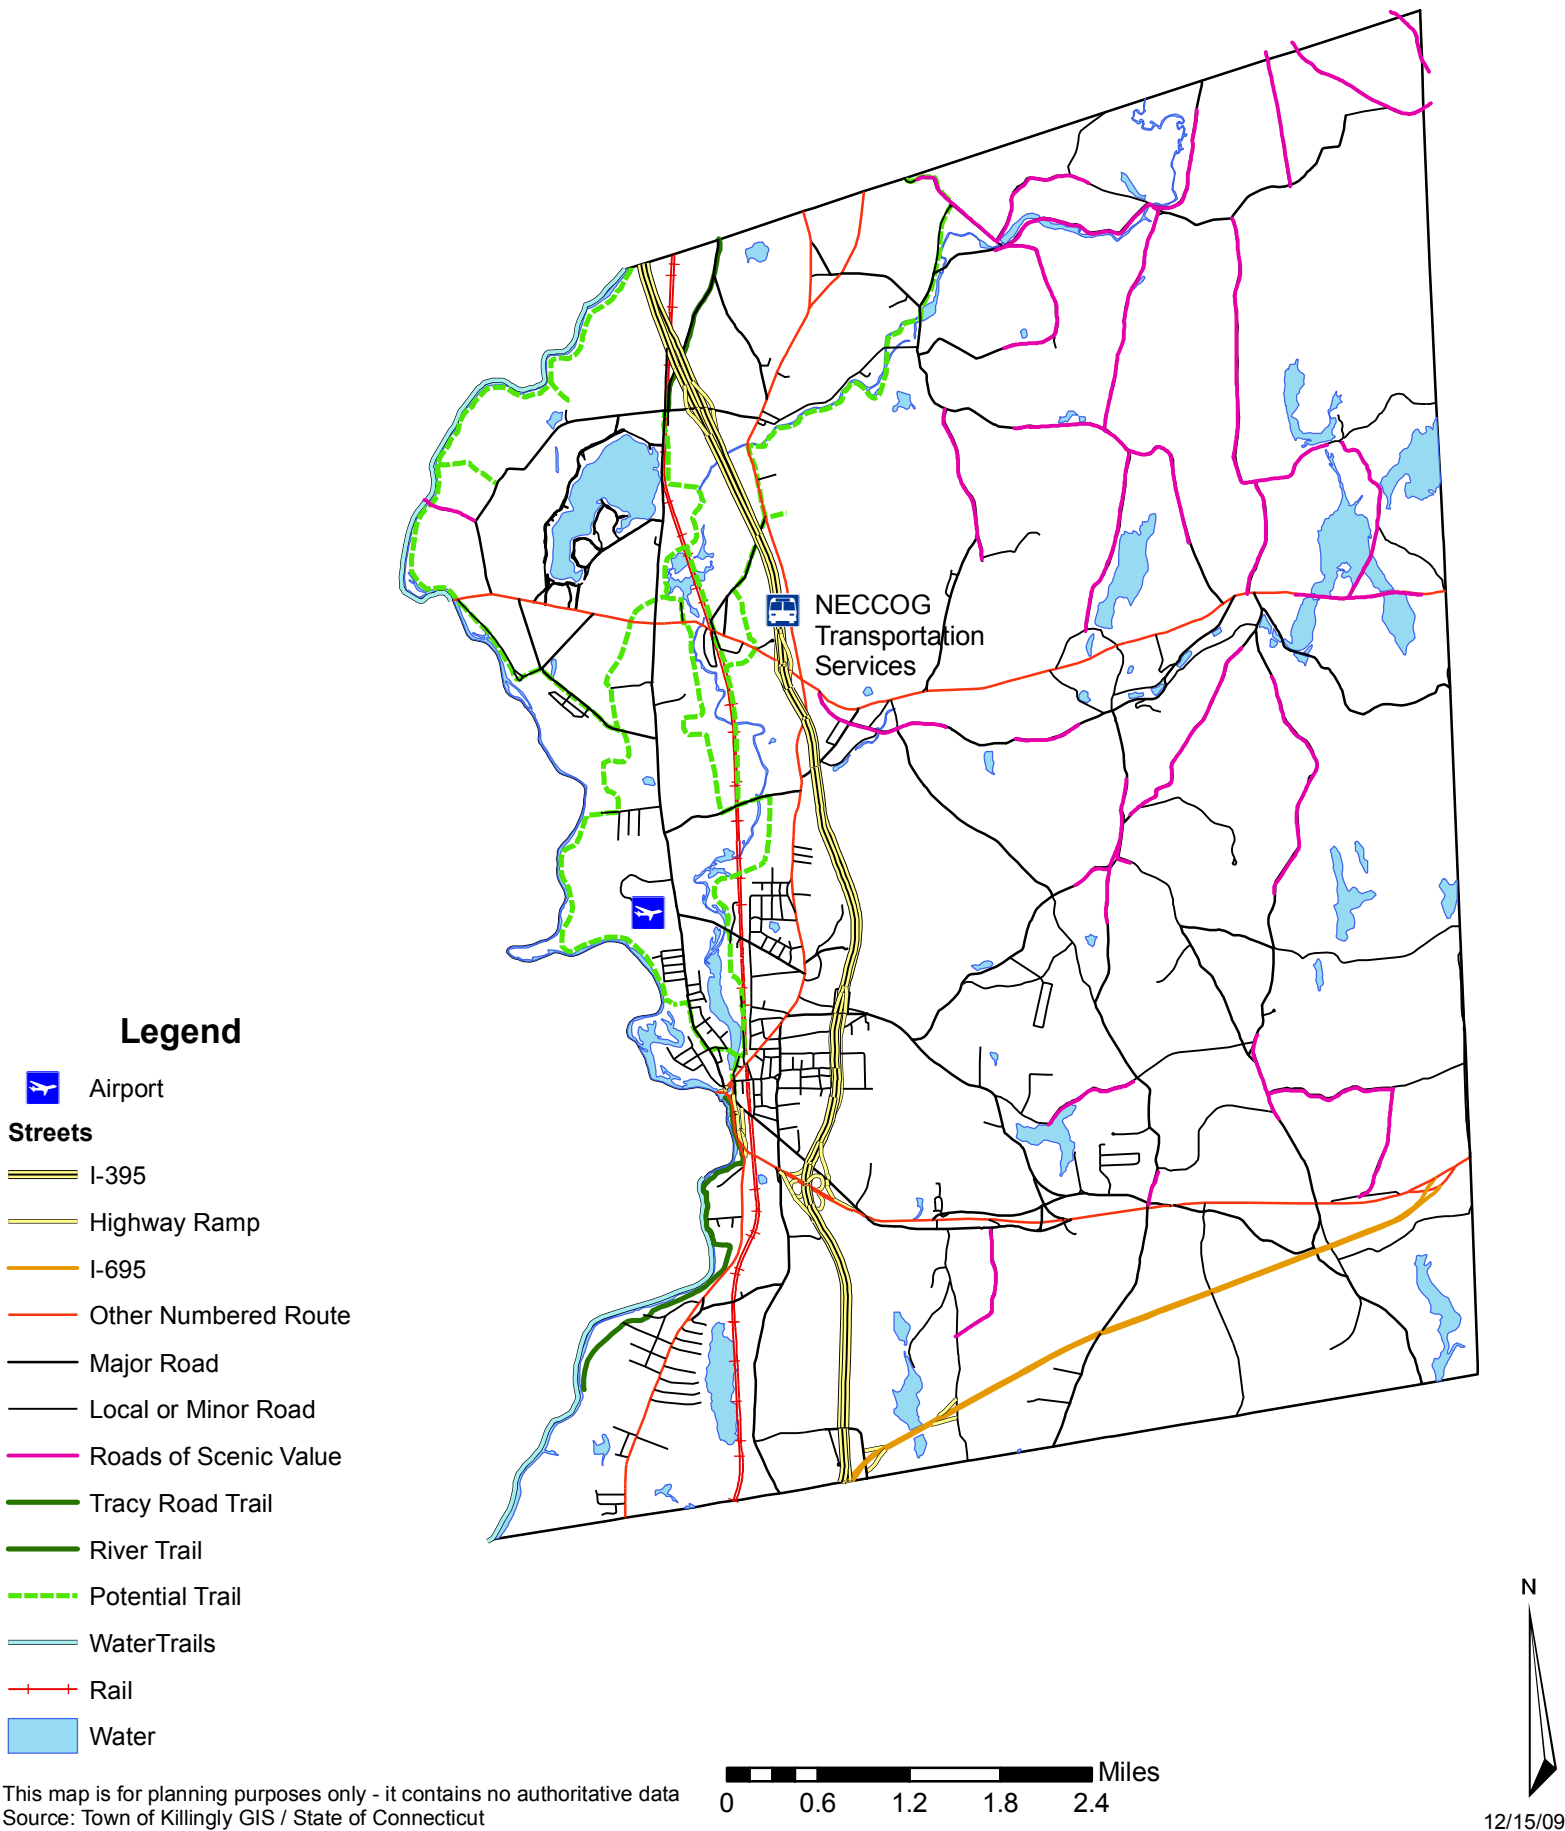 NECCOG
Transportation
Services
Legend
Airport
Streets
I-395
Highway Ramp
I-695
Other Numbered Route
Major Road
Local or Minor Road
Roads of Scenic Value
Tracy Road Trail
River Trail
Potential Trail
WaterTrails
Rail
Water
This map is for planning purposes only - it contains no authoritative data
Source: Town of Killingly GIS / State of Connecticut
Miles
0 0.6 1.2 1.8 2.4
N
12/15/09